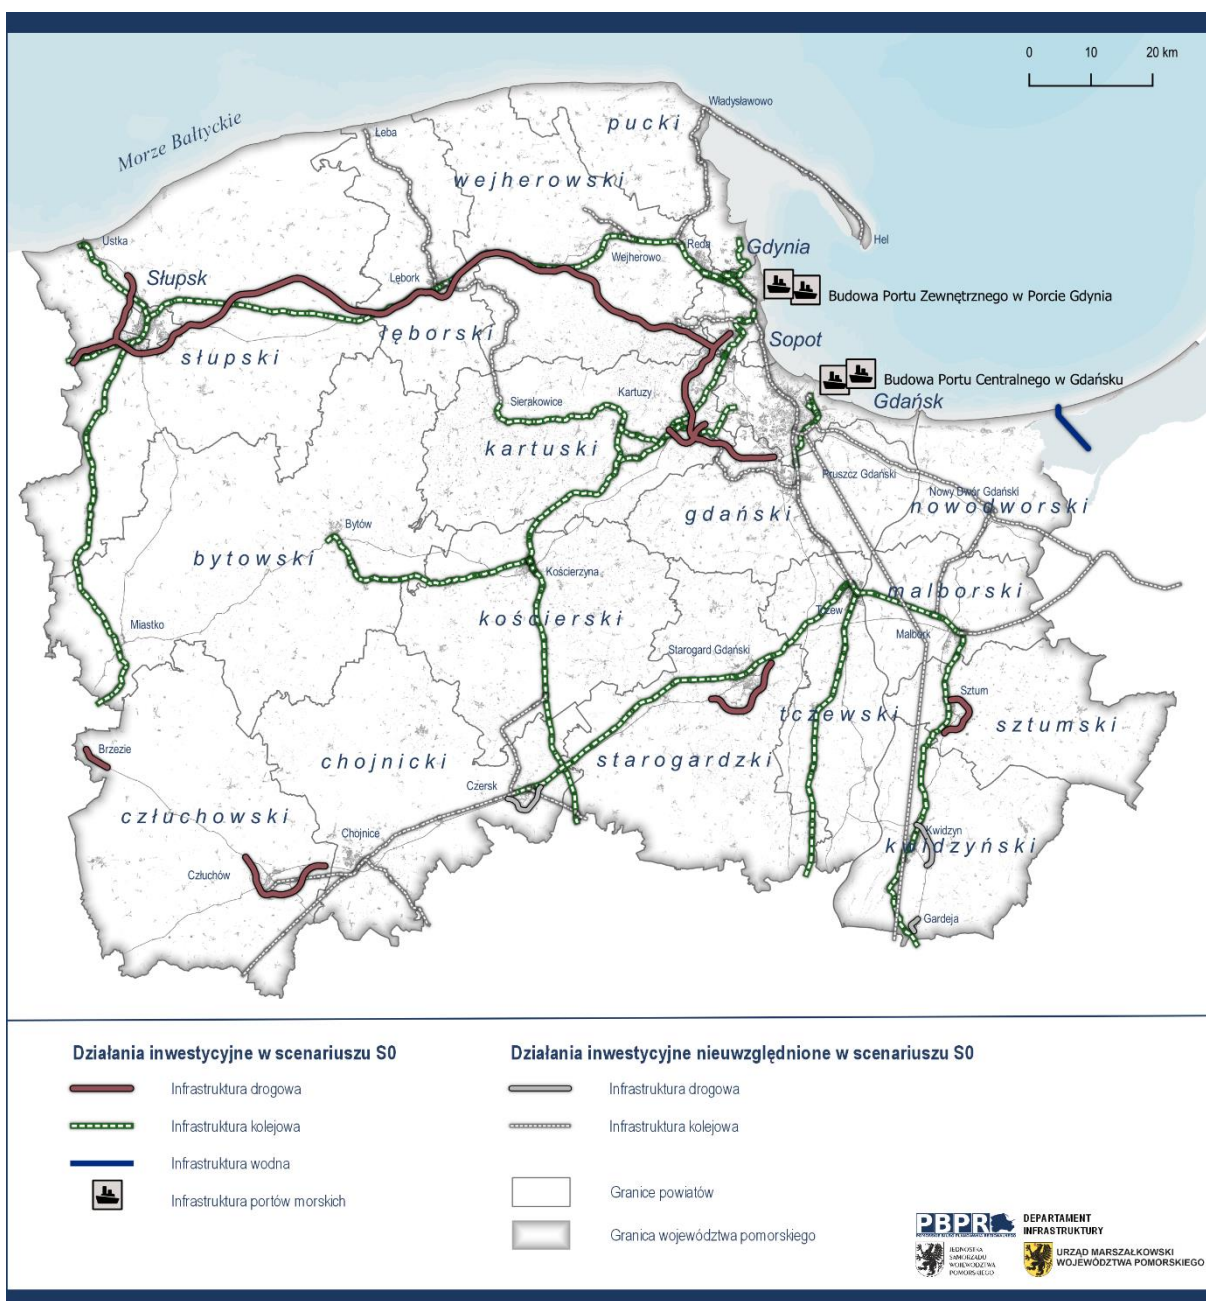 0 10 20 km
Władysławowo
pucki
Łeba
Morze Bałtyckie
wejherowski
Ustka
Hel
Reda
Gdynia
Wejherowo
Słupsk
Lębork
Budowa Portu Zewnętrznego w Porcie Gdynia
lęborski
Sopot
słupski
Budowa Portu Centralnego w Gdańsku
Kartuzy
Sierakowice
Gdańsk
kartuski
Pruszcz Gdański
Nowy Dwór Gdański
nowodworski
gdański
Bytów
bytowski
Kościerzyna
malborski
Tczew
kościerski
Miastko
Malbork
Starogard Gdański
Sztum
tczewski
sztumski
Brzezie
chojnicki
starogardzki
Czersk
człuchowski
Chojnice
Kwidzyn
kwidzyński
Człuchów
Gardeja
Działania inwestycyjne w scenariuszu S0
Infrastruktura drogowa
Infrastruktura kolejowa
Infrastruktura wodna
Infrastruktura portów morskich
Działania inwestycyjne nieuwzględnione w scenariuszu S0
Infrastruktura drogowa
Infrastruktura kolejowa
Granice powiatów
Granica województwa pomorskiego
PBPR
JEDNOSTKA
SAMORZĄDU
WOJEWÓDZTWA
POMORSKIEGO
DEPARTAMENT
INFRASTRUKTURY
URZĄD MARSZAŁKOWSKI
WOJEWÓDZTWA POMORSKIEGO